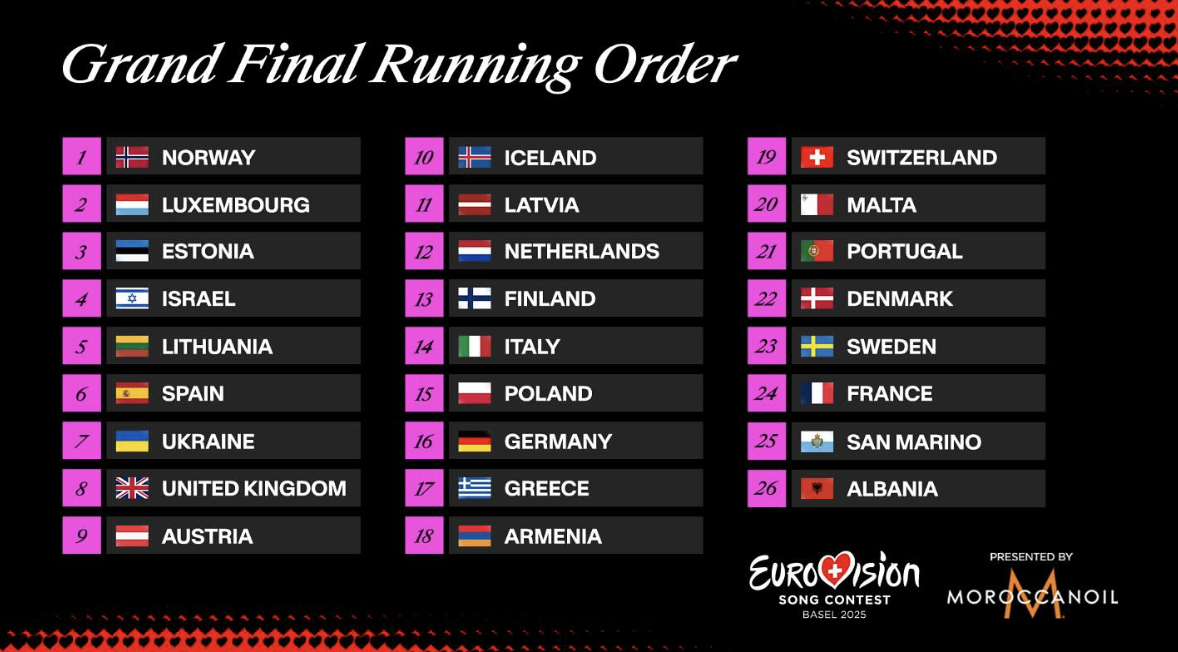 Grand Final Running Order
1 NORWAY
2 LUXEMBOURG
3 ESTONIA
4 ISRAEL
5 LITHUANIA
6 SPAIN
7 UKRAINE
8 UNITED KINGDOM
9 AUSTRIA
10 ICELAND
11 LATVIA
12 NETHERLANDS
13 FINLAND
14 ITALY
15 POLAND
16 GERMANY
17 GREECE
18 ARMENIA
19 SWITZERLAND
20 MALTA
21 PORTUGAL
22 DENMARK
23 SWEDEN
24 FRANCE
25 SAN MARINO
26 ALBANIA
EUROVISION
SONG CONTEST
BASEL 2025
PRESENTED BY
M
MOROCCANOIL